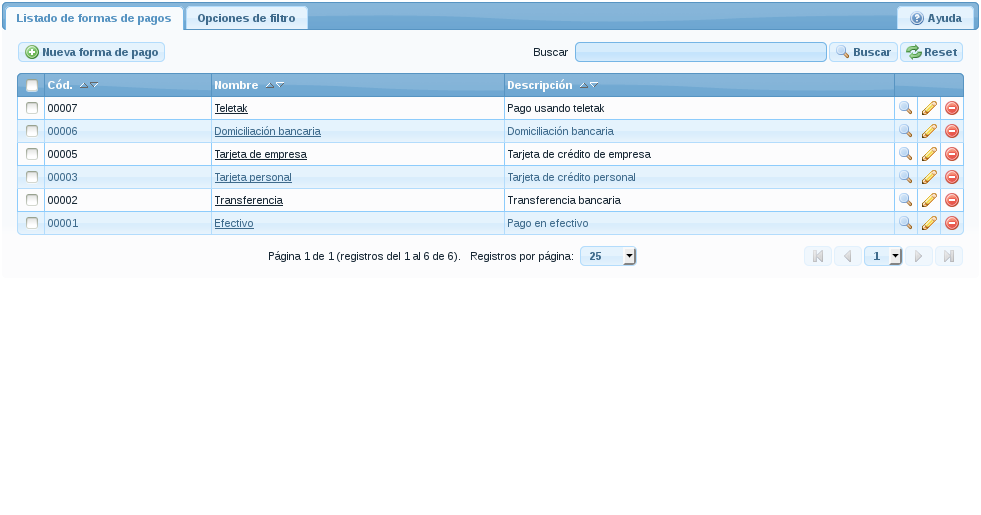 Listado de formas de pagos Opciones de filtro Ayuda
Nueva forma de pago Buscar Buscar Reset
Cód. Nombre Descripción
00007 Teletak Pago usando teletak
00006 Domiciliación bancaria Domiciliación bancaria
00005 Tarjeta de empresa Tarjeta de crédito de empresa
00003 Tarjeta personal Tarjeta de crédito personal
00002 Transferencia Transferencia bancaria
00001 Efectivo Pago en efectivo
Página 1 de 1 (registros del 1 al 6 de 6). Registros por página: 25 1